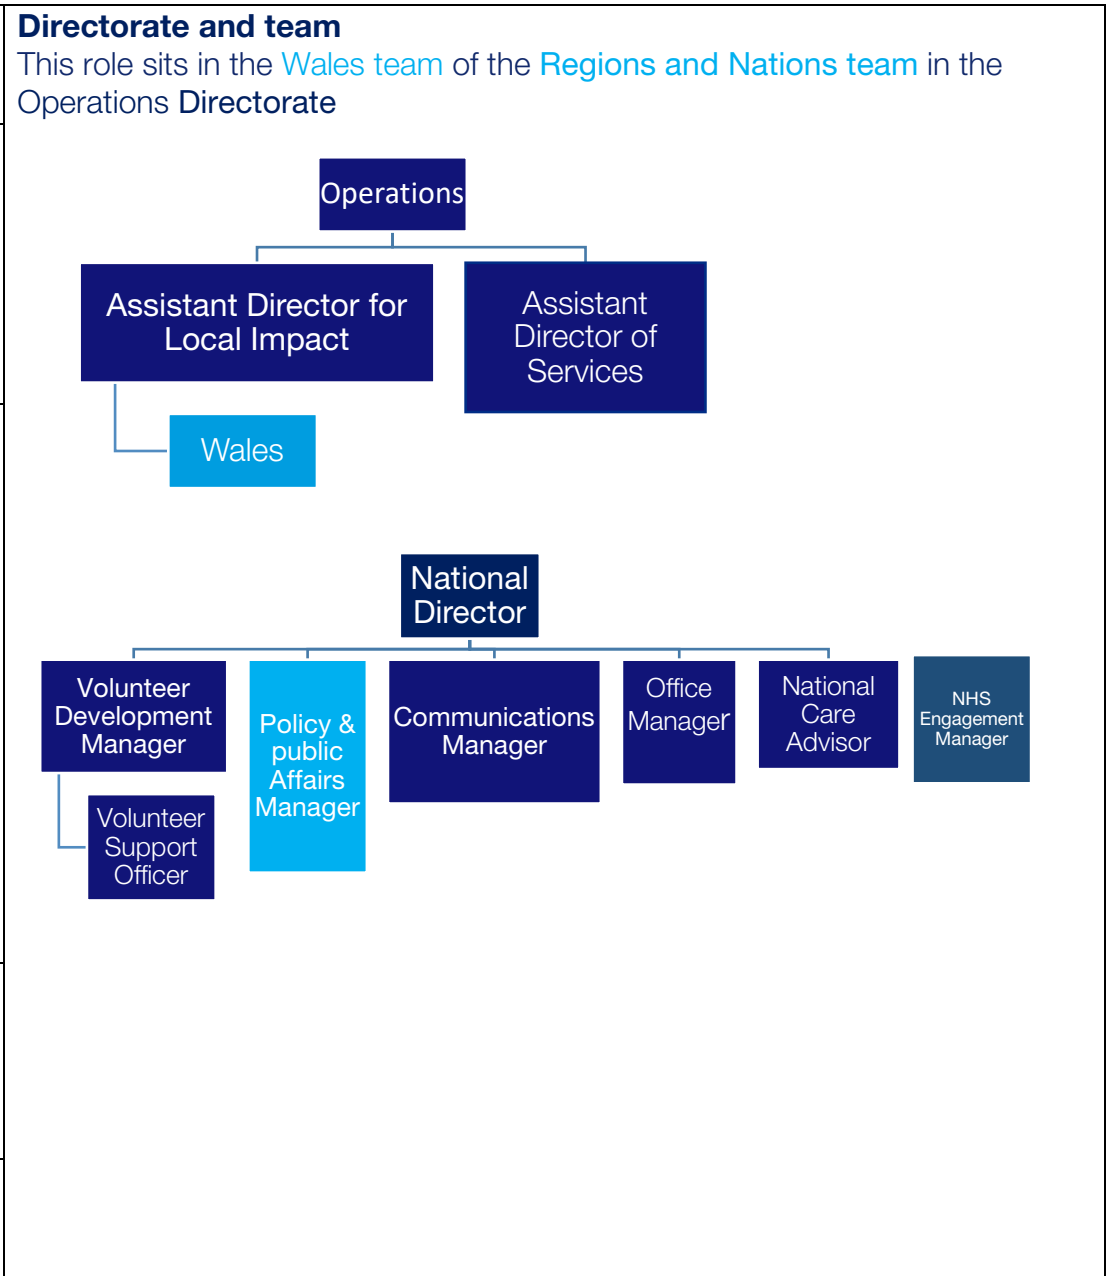 Directorate and team
This role sits in the Wales team of the Regions and Nations team in the
Operations Directorate
Operations
Assistant Director for
Local Impact
Assistant
Director of
Services
Wales
National
Director
Volunteer
Development
Manager
Policy &
public
Affairs
Manager
Communications
Manager
Office
Manager
National
Care
Advisor
NHS
Engagement
Manager
Volunteer
Support
Officer